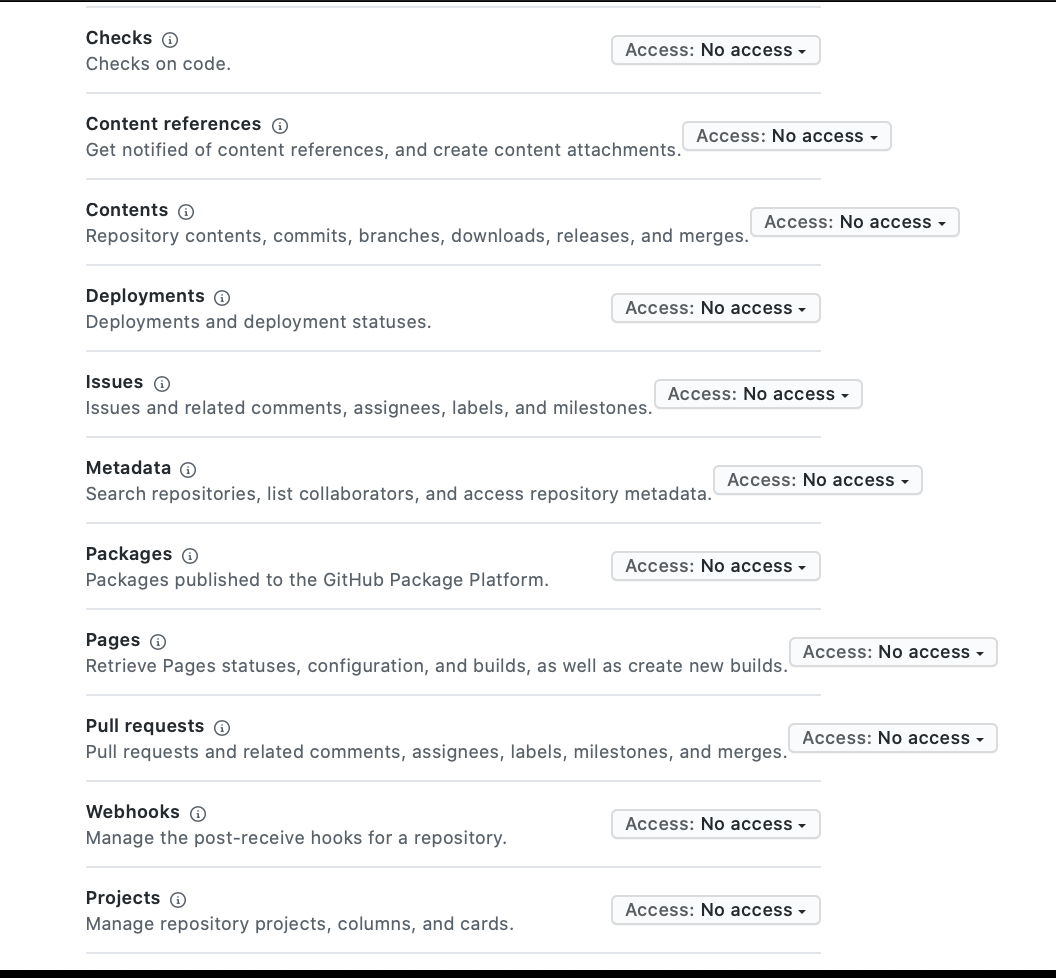 Checks
Checks on code.
Access: No access
Content references
Get notified of content references, and create content attachments.
Access: No access
Contents
Repository contents, commits, branches, downloads, releases, and merges.
Access: No access
Deployments
Deployments and deployment statuses.
Access: No access
Issues
Issues and related comments, assignees, labels, and milestones.
Access: No access
Metadata
Search repositories, list collaborators, and access repository metadata.
Access: No access
Packages
Packages published to the GitHub Package Platform.
Access: No access
Pages
Retrieve Pages statuses, configuration, and builds, as well as create new builds.
Access: No access
Pull requests
Pull requests and related comments, assignees, labels, milestones, and merges.
Access: No access
Webhooks
Manage the post-receive hooks for a repository.
Access: No access
Projects
Manage repository projects, columns, and cards.
Access: No access